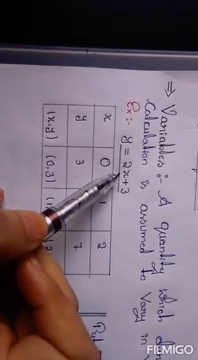 ⇒ Variables :- A quantity which
Calculation is assumed to vary in
Ex:- y = 2x+3
x 0 1 2
y 3 7
(x,y) (0,3)
FILMIGO